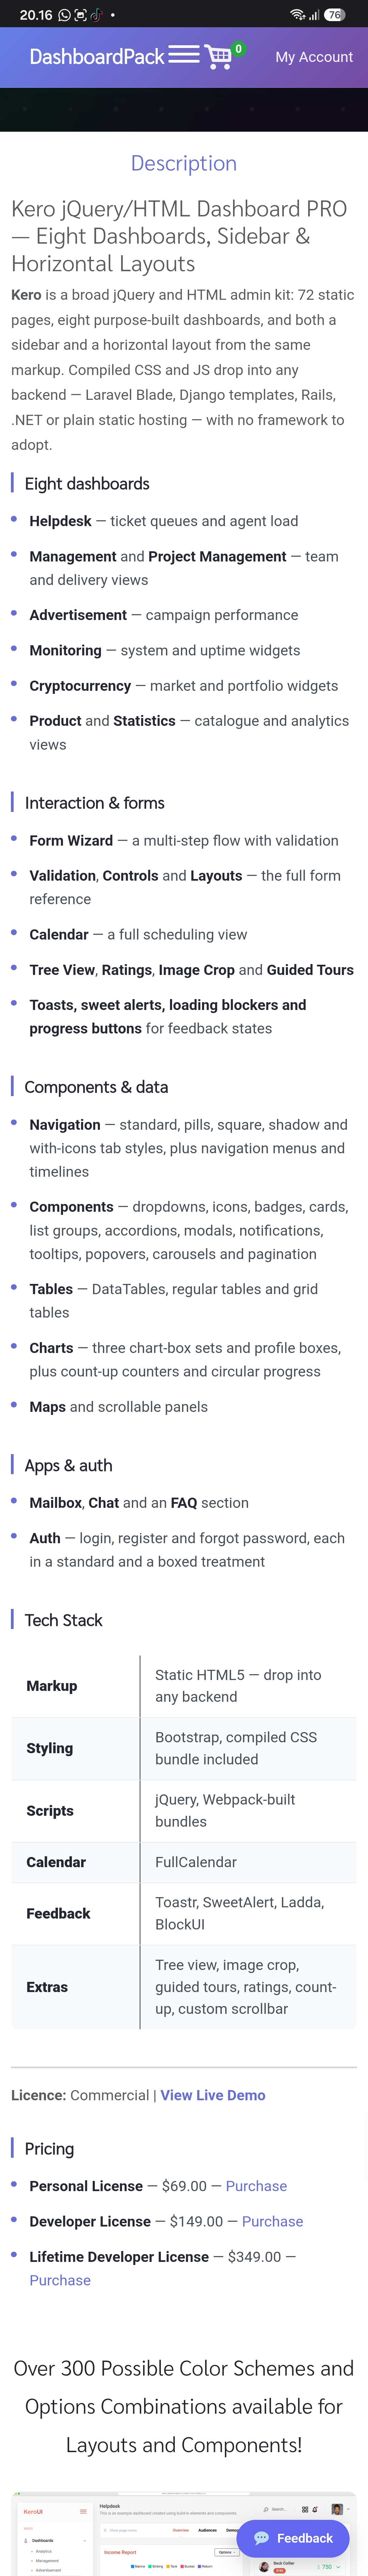 20.16
76
DashboardPack
0
My Account
Description
Kero jQuery/HTML Dashboard PRO
— Eight Dashboards, Sidebar &
Horizontal Layouts
Kero is a broad jQuery and HTML admin kit: 72 static
pages, eight purpose-built dashboards, and both a
sidebar and a horizontal layout from the same
markup. Compiled CSS and JS drop into any
backend — Laravel Blade, Django templates, Rails,
.NET or plain static hosting — with no framework to
adopt.
Eight dashboards
Helpdesk — ticket queues and agent load
Management and Project Management — team
and delivery views
Advertisement — campaign performance
Monitoring — system and uptime widgets
Cryptocurrency — market and portfolio widgets
Product and Statistics — catalogue and analytics
views
Interaction & forms
Form Wizard — a multi-step flow with validation
Validation, Controls and Layouts — the full form
reference
Calendar — a full scheduling view
Tree View, Ratings, Image Crop and Guided Tours
Toasts, sweet alerts, loading blockers and
progress buttons for feedback states
Components & data
Navigation — standard, pills, square, shadow and
with-icons tab styles, plus navigation menus and
timelines
Components — dropdowns, icons, badges, cards,
list groups, accordions, modals, notifications,
tooltips, popovers, carousels and pagination
Tables — DataTables, regular tables and grid
tables
Charts — three chart-box sets and profile boxes,
plus count-up counters and circular progress
Maps and scrollable panels
Apps & auth
Mailbox, Chat and an FAQ section
Auth — login, register and forgot password, each
in a standard and a boxed treatment
Tech Stack
Markup
Static HTML5 — drop into
any backend
Styling
Bootstrap, compiled CSS
bundle included
Scripts
jQuery, Webpack-built
bundles
Calendar
FullCalendar
Feedback
Toastr, SweetAlert, Ladda,
BlockUI
Extras
Tree view, image crop,
guided tours, ratings, count-
up, custom scrollbar
Licence: Commercial | View Live Demo
Pricing
Personal License — $69.00 — Purchase
Developer License — $149.00 — Purchase
Lifetime Developer License — $349.00 —
Purchase
Over 300 Possible Color Schemes and
Options Combinations available for
Layouts and Components!
KeroUI
Helpdesk
Search...
Dashboards
Analytics
Management
Advertisement
Overview
Audiences
Income Report
Options
Feedback
Beck Collier
$ 750